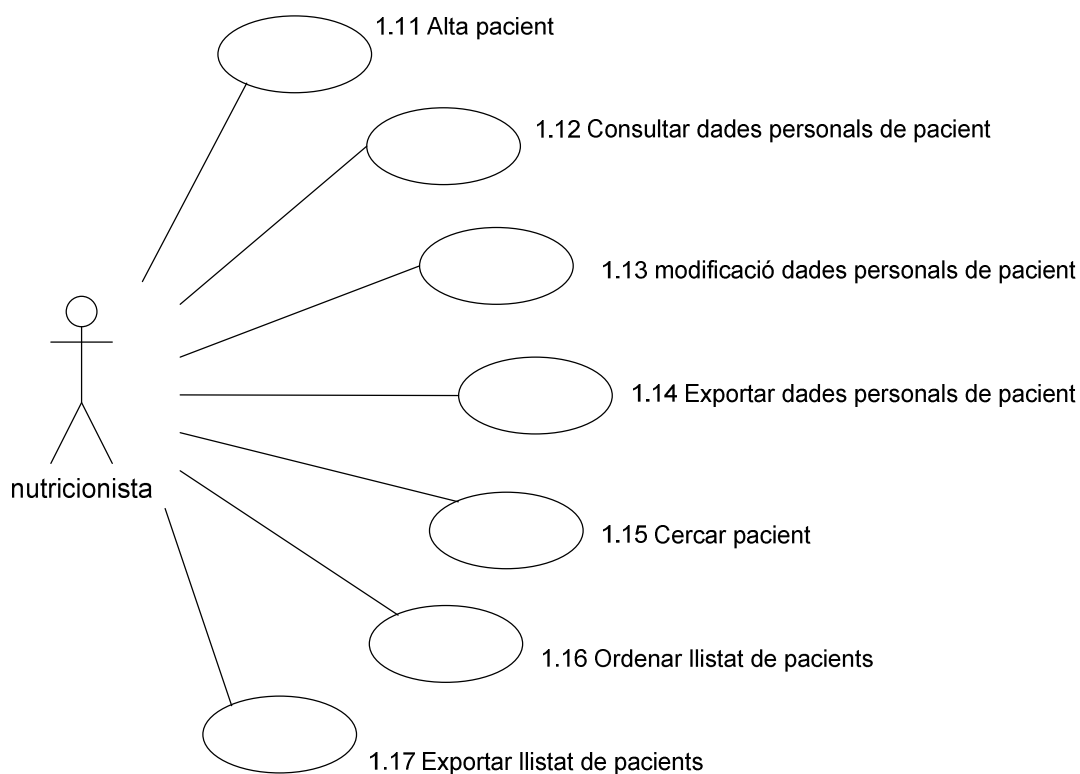 1.11 Alta pacient
1.12 Consultar dades personals de pacient
1.13 modificació dades personals de pacient
1.14 Exportar dades personals de pacient
nutricionista
1.15 Cercar pacient
1.16 Ordenar llistat de pacients
1.17 Exportar llistat de pacients